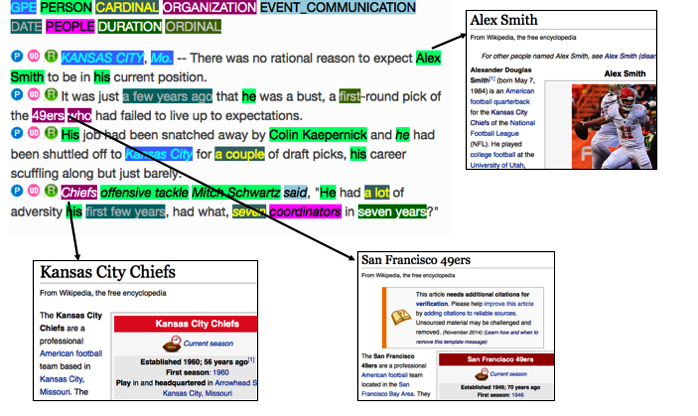 GPE PERSON CARDINAL ORGANIZATION EVENT_COMMUNICATION
DATE PEOPLE DURATION ORDINAL
P UD R KANSAS CITY, Mo. -- There was no rational reason to expect Alex
Smith to be in his current position.
P UD R It was just a few years ago that he was a bust, a first-round pick of
the 49ers who had failed to live up to expectations.
P UD R His job had been snatched away by Colin Kaepernick and he had
been shuttled off to Kansas City for a couple of draft picks, his career
scuffling along but just barely.
P UD R Chiefs offensive tackle Mitch Schwartz said, "He had a lot of
adversity his first few years, had what, seven coordinators in seven years?"
Alex Smith
From Wikipedia, the free encyclopedia
For other people named Alex Smith, see Alex Smith (disar
Alexander Douglas
Smith[1] (born May 7,
1984) is an American
football quarterback
for the Kansas City
Chiefs of the National
Football League
(NFL). He played
college football at the
University of Utah,
Alex Smith
11
Kansas City Chiefs
From Wikipedia, the free encyclopedia
The Kansas City
Chiefs are a
professional
American football
team based in
Kansas City,
Missouri. The
Kansas City Chiefs
Current season
Established 1960; 56 years ago[1]
First season: 1960
Play in and headquartered in Arrowhead S
Kansas City, Missouri
San Francisco 49ers
From Wikipedia, the free encyclopedia
This article needs additional citations for
verification. Please help improve this article
by adding citations to reliable sources.
Unsourced material may be challenged and
removed. (November 2014) (Learn how and when to
remove this template message)
The San Francisco
49ers are a professional
American football team
located in the San
Francisco Bay Area. They
San Francisco 49ers
Current season
Established 1946; 70 years ago
First season: 1946